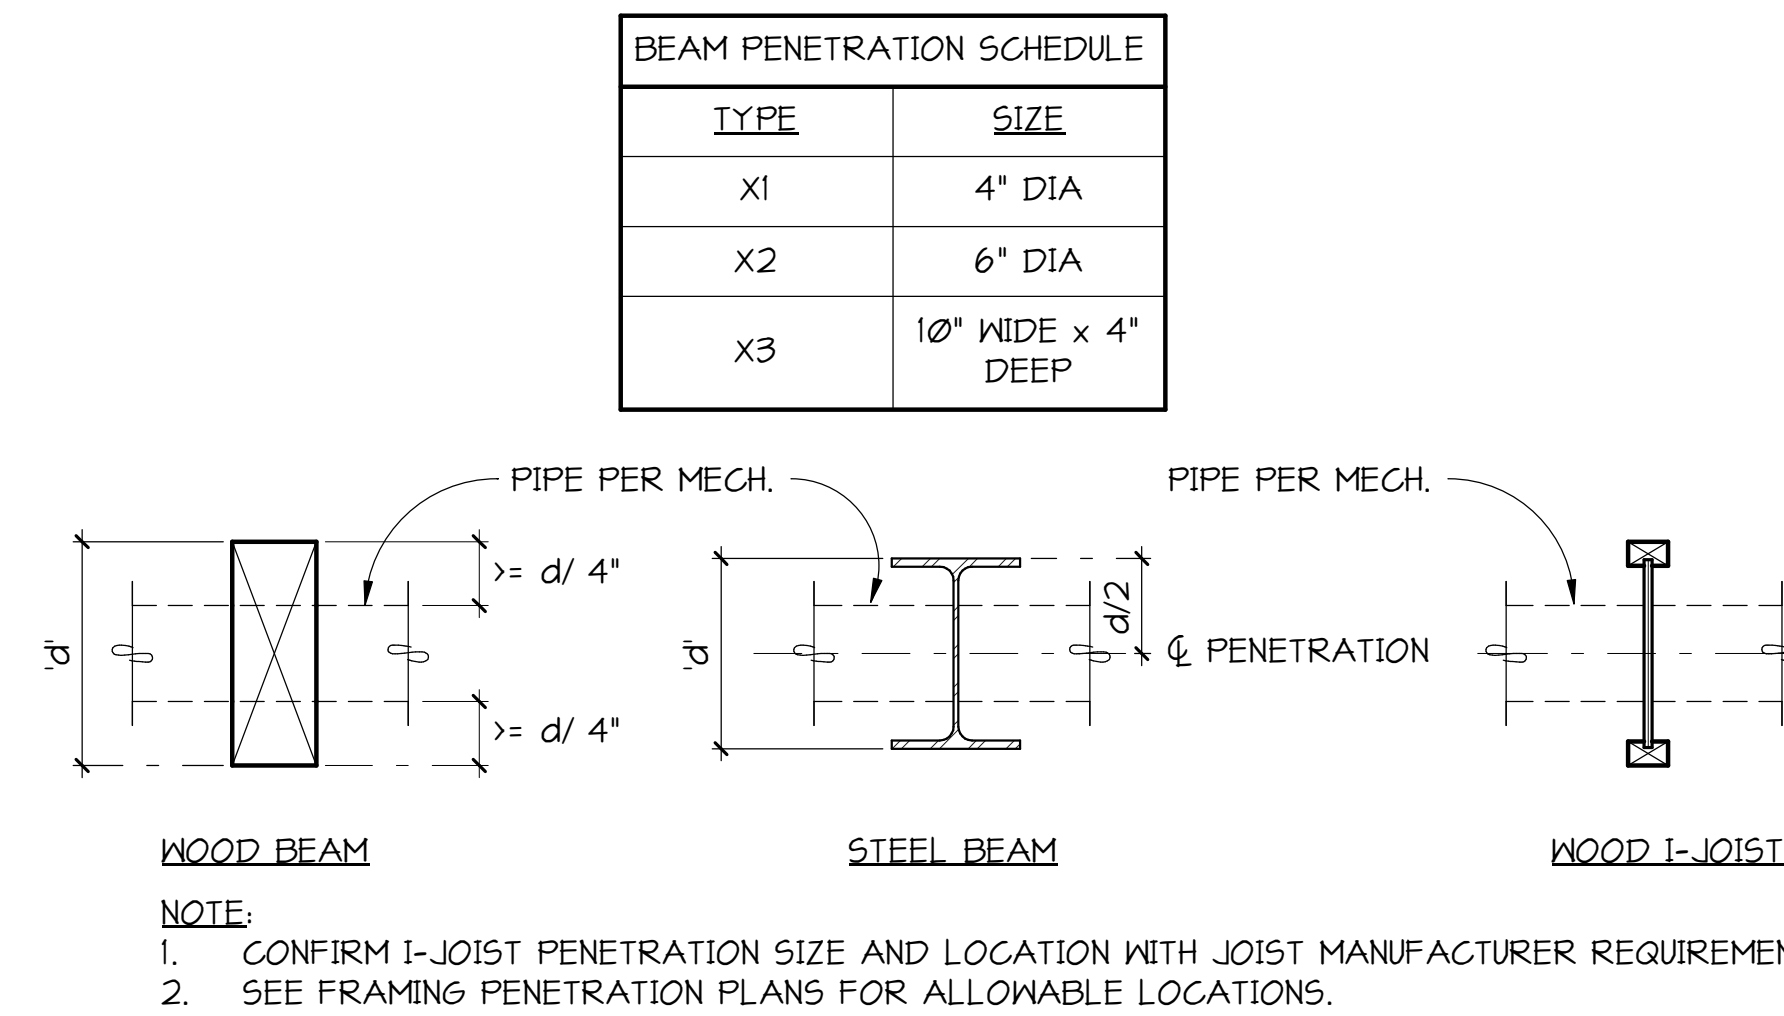 BEAM PENETRATION SCHEDULE
TYPE SIZE
X1 4" DIA
X2 6" DIA
X3 10" WIDE x 4"
DEEP
PIPE PER MECH. PIPE PER MECH.
'd' >= d/ 4" 'd' d/2
℄ PENETRATION
>= d/ 4"
WOOD BEAM STEEL BEAM WOOD I-JOIST
NOTE:
1. CONFIRM I-JOIST PENETRATION SIZE AND LOCATION WITH JOIST MANUFACTURER REQUIREMEN
2. SEE FRAMING PENETRATION PLANS FOR ALLOWABLE LOCATIONS.